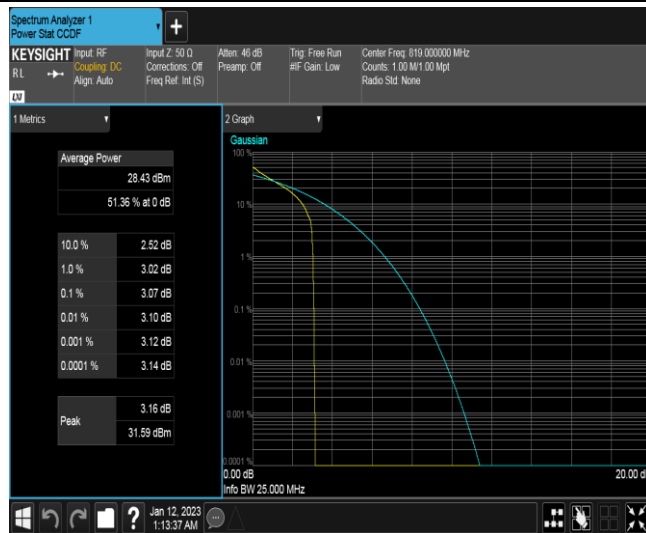 Spectrum Analyzer 1
Power Stat CCDF
+
KEYSIGHT
RL
Input: RF
Coupling: DC
Align: Auto
Input Z: 50 Ω
Corrections: Off
Freq Ref: Int (S)
Atten: 46 dB
Preamp: Off
Trig: Free Run
#IF Gain: Low
Center Freq: 819.000000 MHz
Counts: 1.00 M/1.00 Mpt
Radio Std: None
LXI
1 Metrics
Average Power
28.43 dBm
51.36 % at 0 dB
10.0 % 2.52 dB
1.0 % 3.02 dB
0.1 % 3.07 dB
0.01 % 3.10 dB
0.001 % 3.12 dB
0.0001 % 3.14 dB
Peak
3.16 dB
31.59 dBm
2 Graph
Gaussian
100 %
10 %
1 %
0.1 %
0.01 %
0.001 %
0.0001 %
0.00 dB
20.00 d
Info BW 25.000 MHz
?
Jan 12, 2023
1:13:37 AM